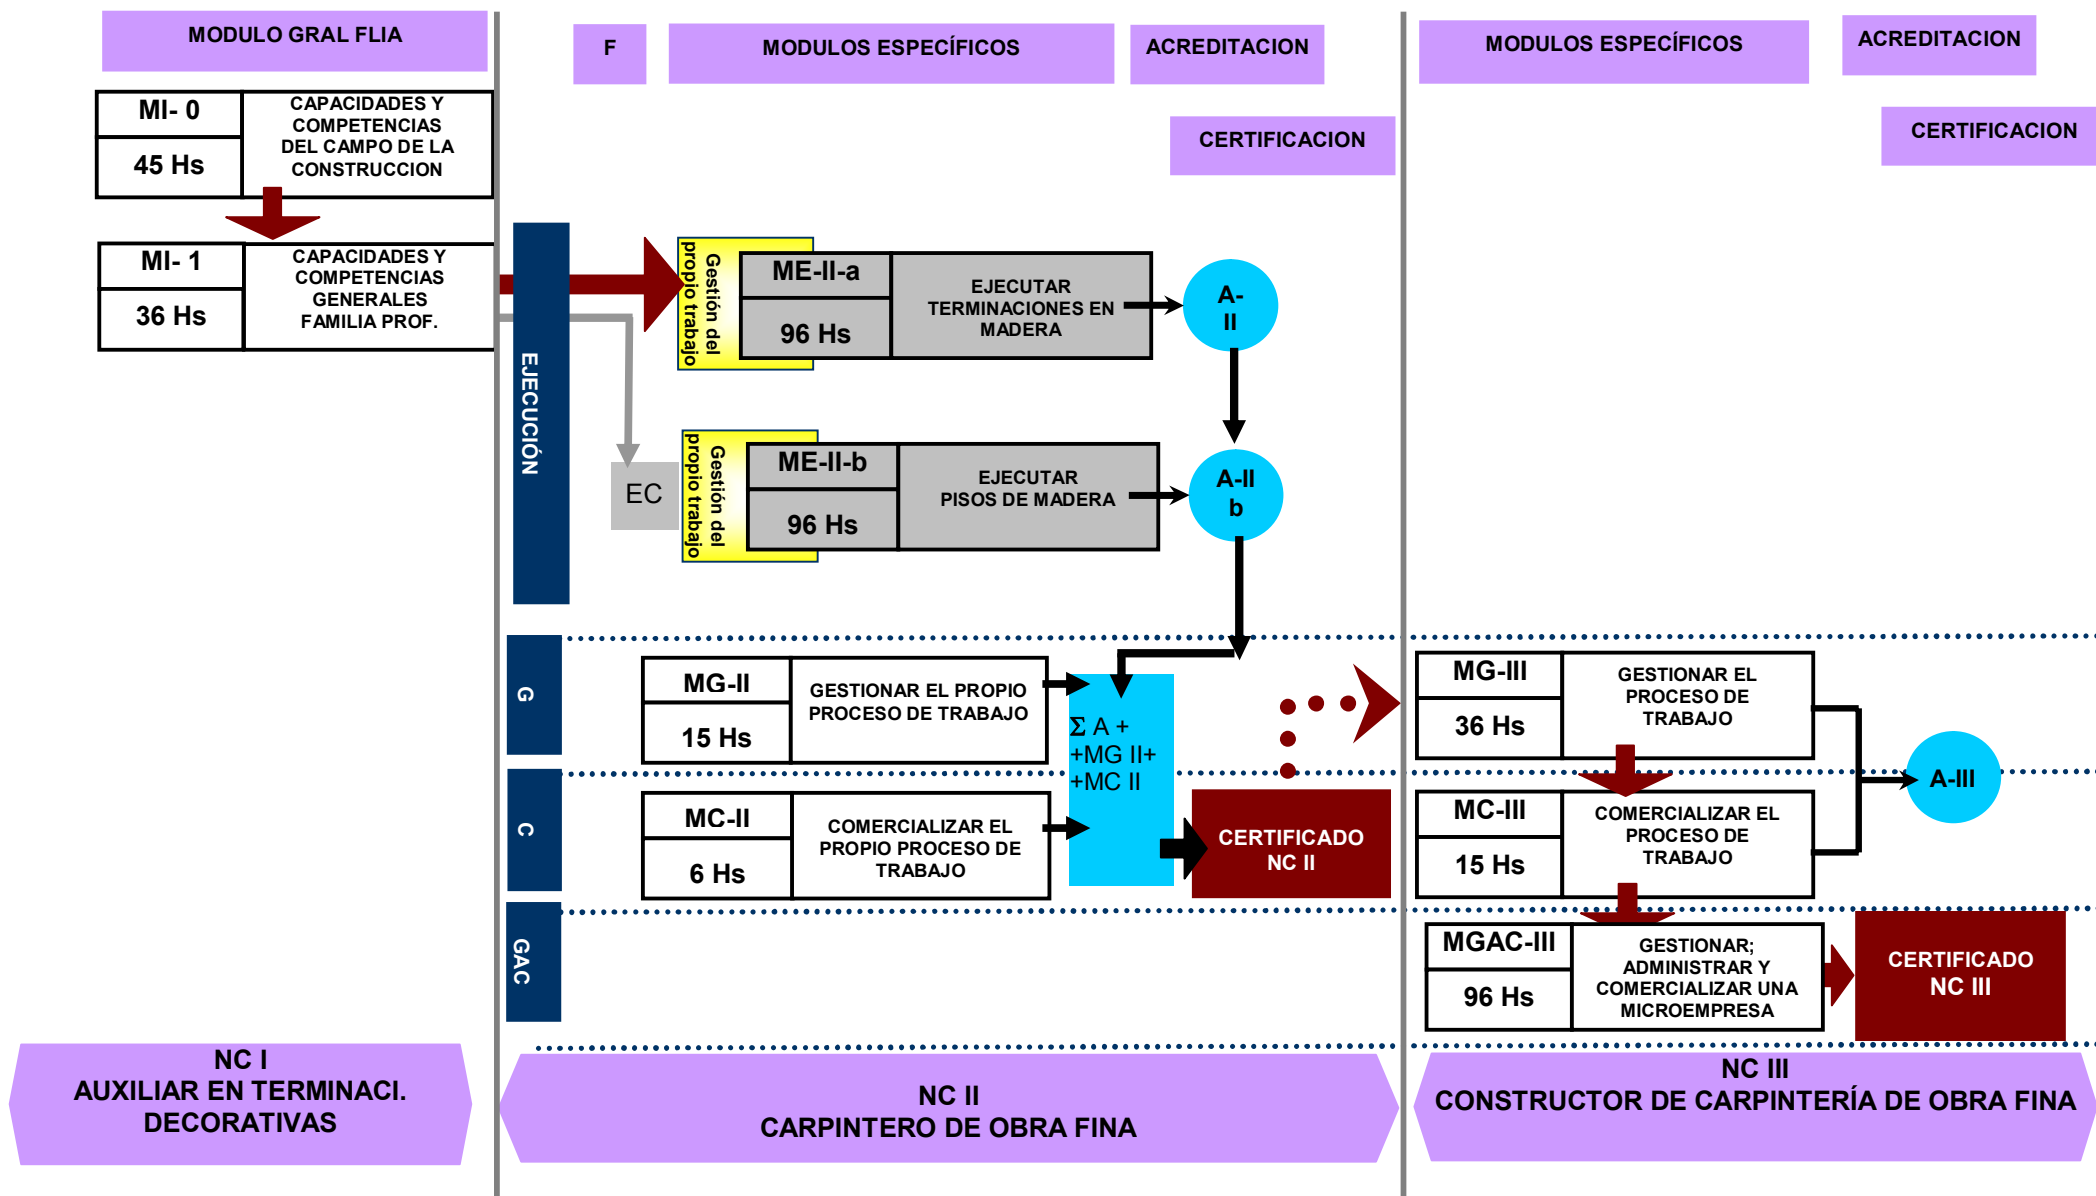 MODULO GRAL FLIA
F
MODULOS ESPECÍFICOS
ACREDITACION
MODULOS ESPECÍFICOS
ACREDITACION
CERTIFICACION
CERTIFICACION
MI- 0
45 Hs
CAPACIDADES Y
COMPETENCIAS
DEL CAMPO DE LA
CONSTRUCCION
MI- 1
36 Hs
CAPACIDADES Y
COMPETENCIAS
GENERALES
FAMILIA PROF.
EJECUCIÓN
Gestión del
propio trabajo
ME-II-a
96 Hs
EJECUTAR
TERMINACIONES EN
MADERA
A-
II
EC
Gestión del
propio trabajo
ME-II-b
96 Hs
EJECUTAR
PISOS DE MADERA
A-II
b
G
MG-II
15 Hs
GESTIONAR EL PROPIO
PROCESO DE TRABAJO
Σ A +
+MG II+
+MC II
C
MC-II
6 Hs
COMERCIALIZAR EL
PROPIO PROCESO DE
TRABAJO
CERTIFICADO
NC II
GAC
MG-III
36 Hs
GESTIONAR EL
PROCESO DE
TRABAJO
MC-III
15 Hs
COMERCIALIZAR EL
PROCESO DE
TRABAJO
A-III
MGAC-III
96 Hs
GESTIONAR;
ADMINISTRAR Y
COMERCIALIZAR UNA
MICROEMPRESA
CERTIFICADO
NC III
NC I
AUXILIAR EN TERMINACI.
DECORATIVAS
NC II
CARPINTERO DE OBRA FINA
NC III
CONSTRUCTOR DE CARPINTERÍA DE OBRA FINA